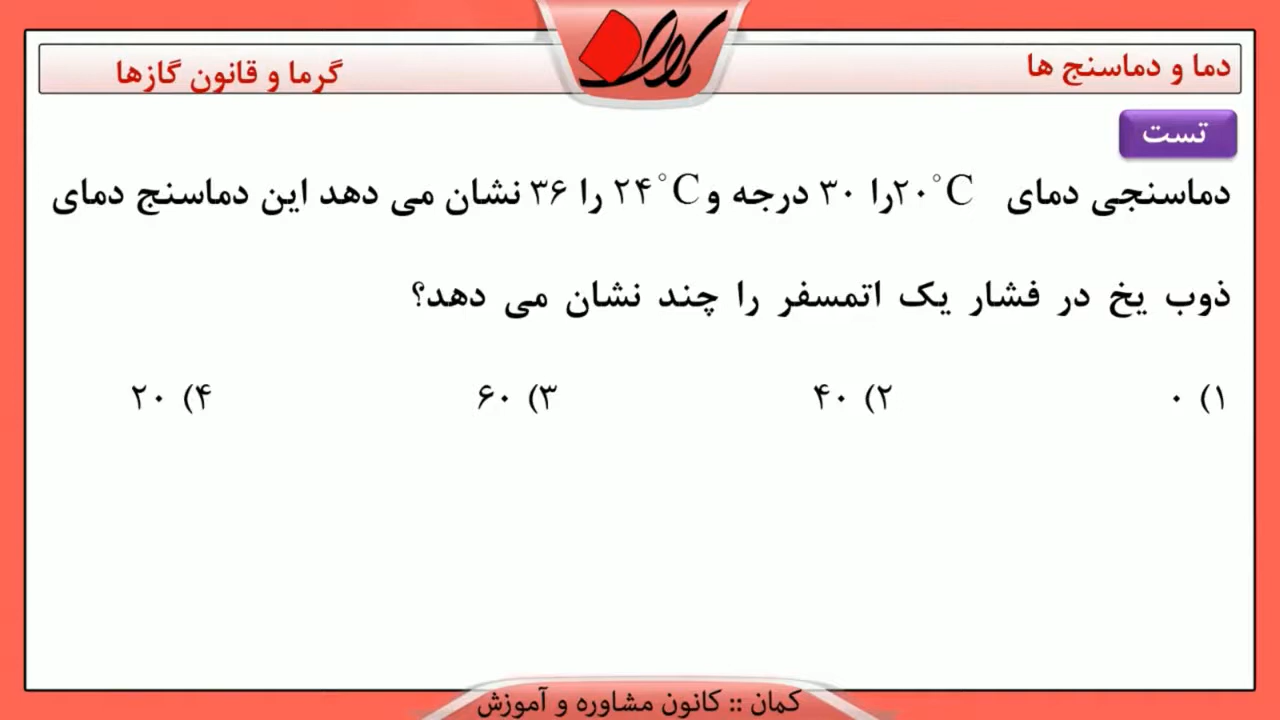 دما و دماسنج ها
کمان
گرما و قانون گازها
تست
دماسنجی دمای ۲۰°C را ۳۰ درجه و ۲۴°C را ۳۶ نشان می دهد این دماسنج دمای
ذوب یخ در فشار یک اتمسفر را چند نشان می دهد؟
۱) ۰ ۲) ۴۰ ۳) ۶۰ ۴) ۲۰
کمان :: کانون مشاوره و آموزش